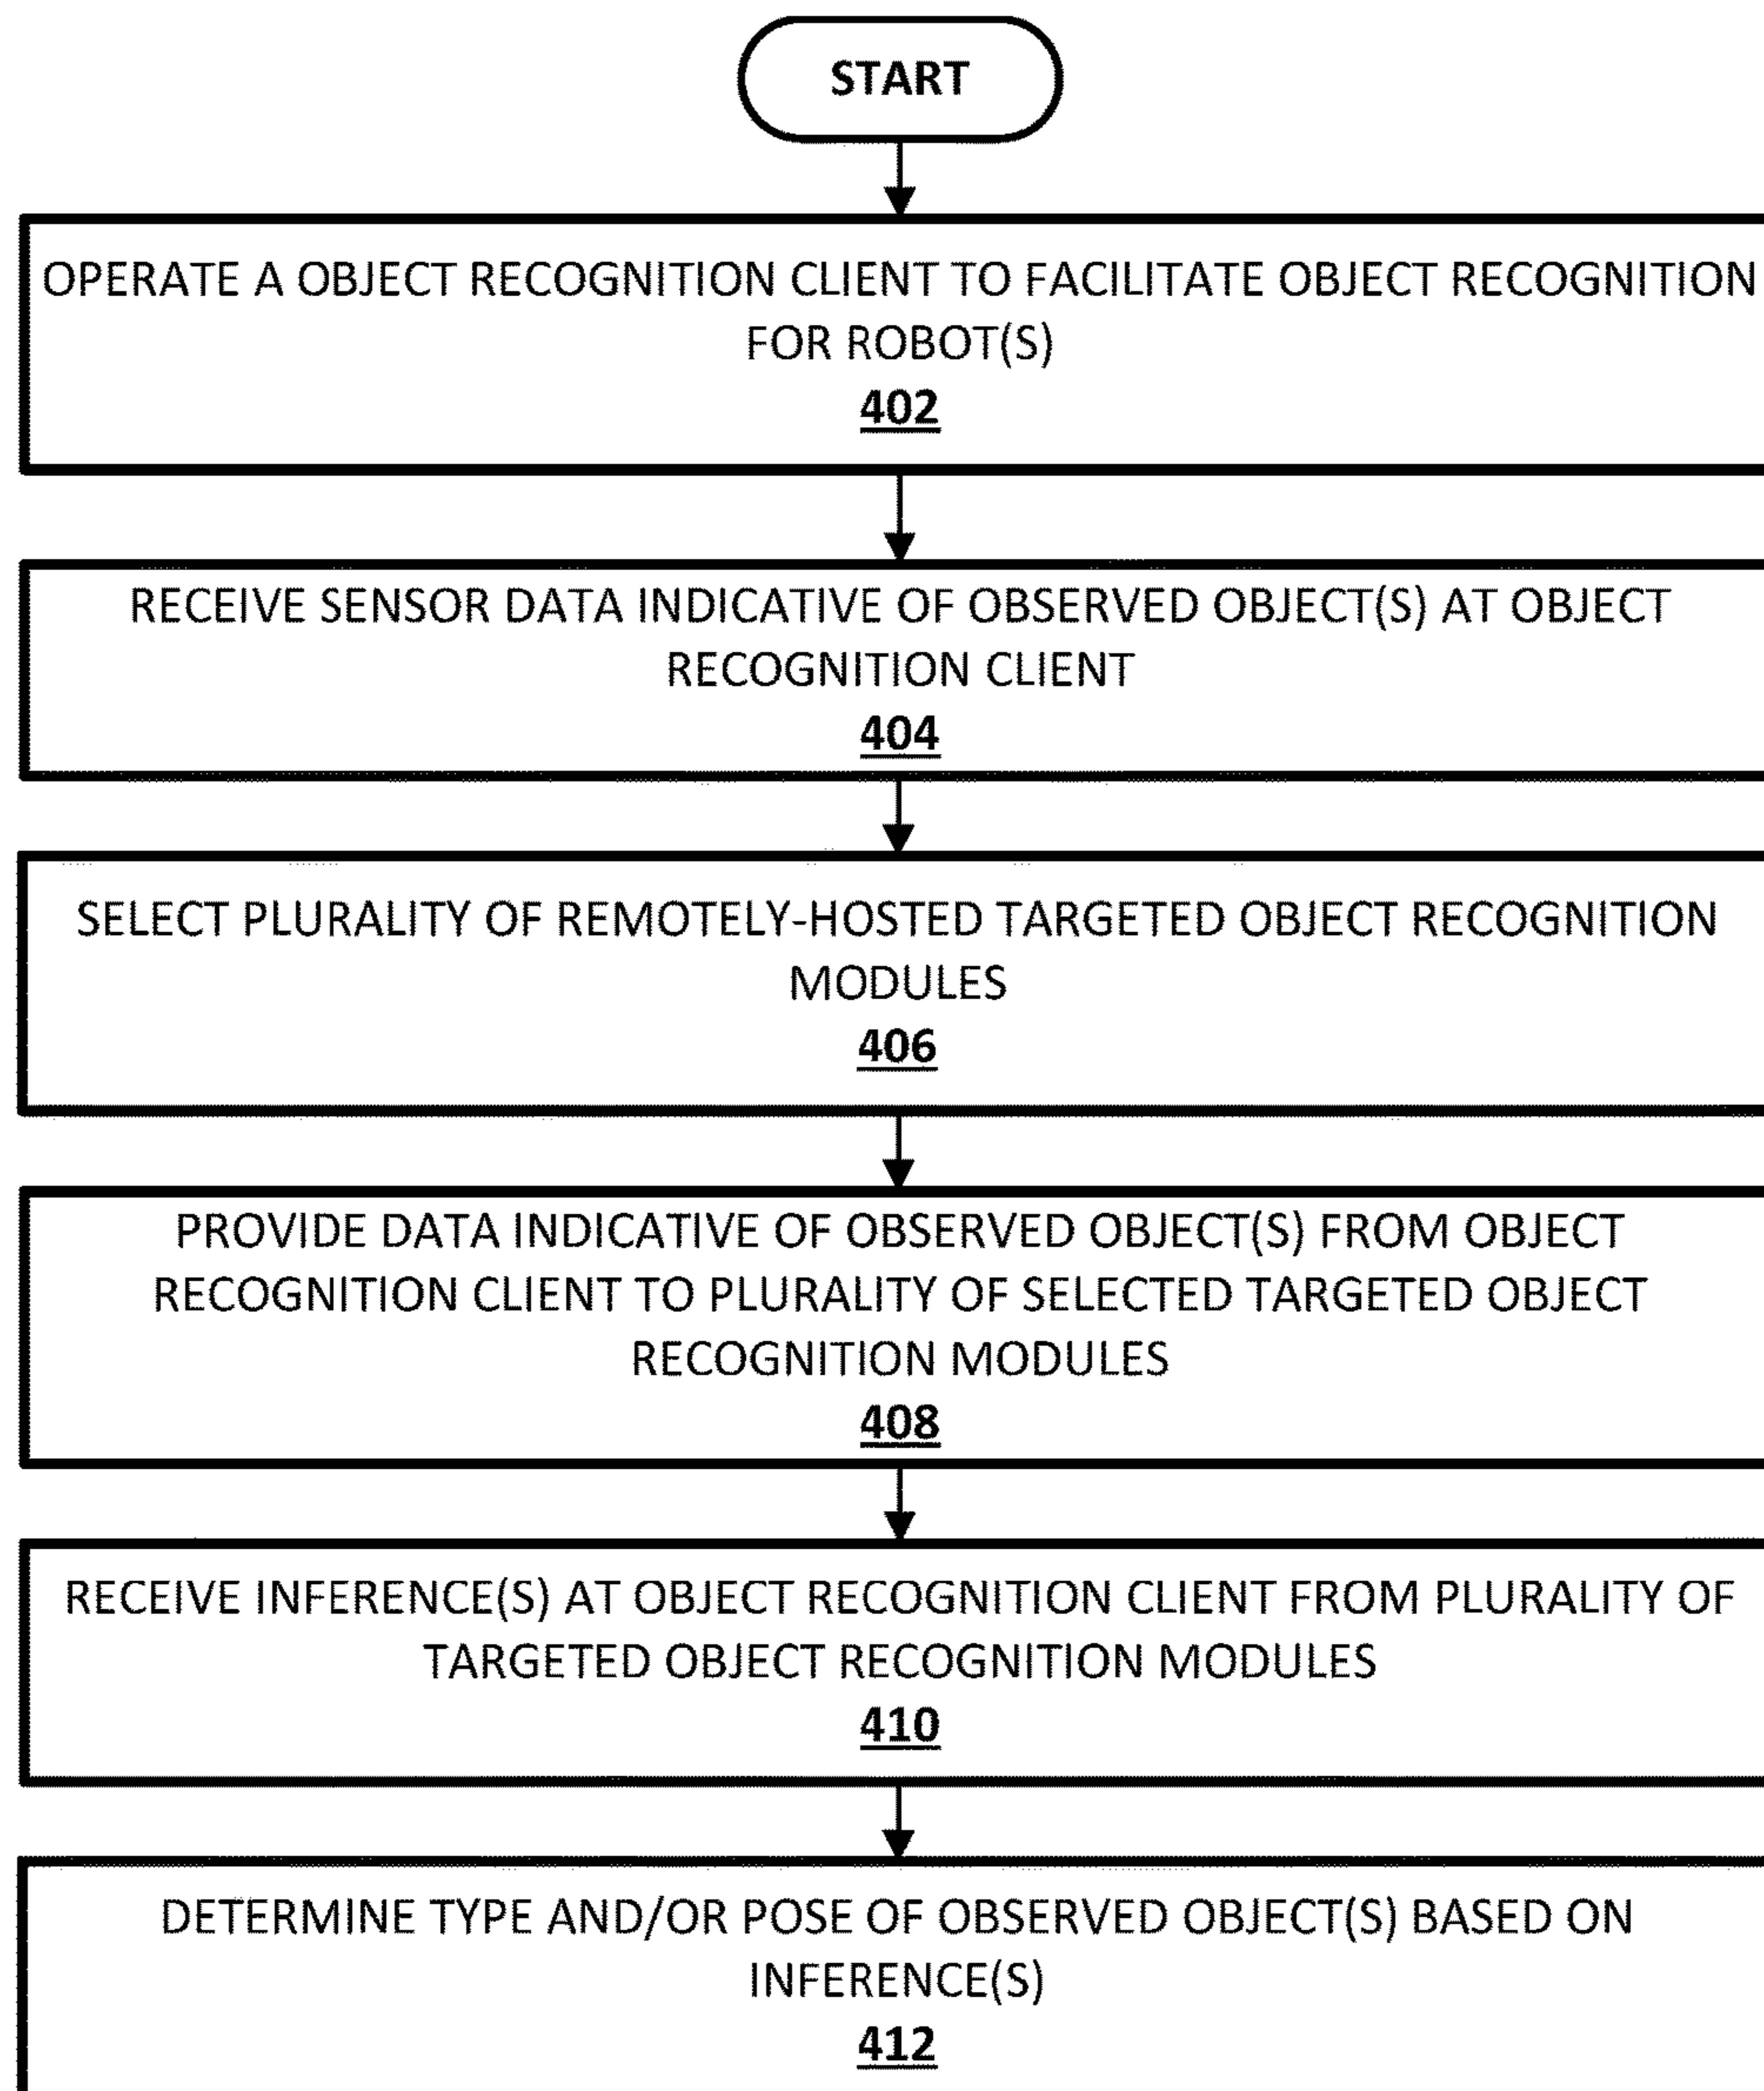 START
OPERATE A OBJECT RECOGNITION CLIENT TO FACILITATE OBJECT RECOGNITION
FOR ROBOT(S)
402
RECEIVE SENSOR DATA INDICATIVE OF OBSERVED OBJECT(S) AT OBJECT
RECOGNITION CLIENT
404
SELECT PLURALITY OF REMOTELY-HOSTED TARGETED OBJECT RECOGNITION
MODULES
406
PROVIDE DATA INDICATIVE OF OBSERVED OBJECT(S) FROM OBJECT
RECOGNITION CLIENT TO PLURALITY OF SELECTED TARGETED OBJECT
RECOGNITION MODULES
408
RECEIVE INFERENCE(S) AT OBJECT RECOGNITION CLIENT FROM PLURALITY OF
TARGETED OBJECT RECOGNITION MODULES
410
DETERMINE TYPE AND/OR POSE OF OBSERVED OBJECT(S) BASED ON
INFERENCE(S)
412